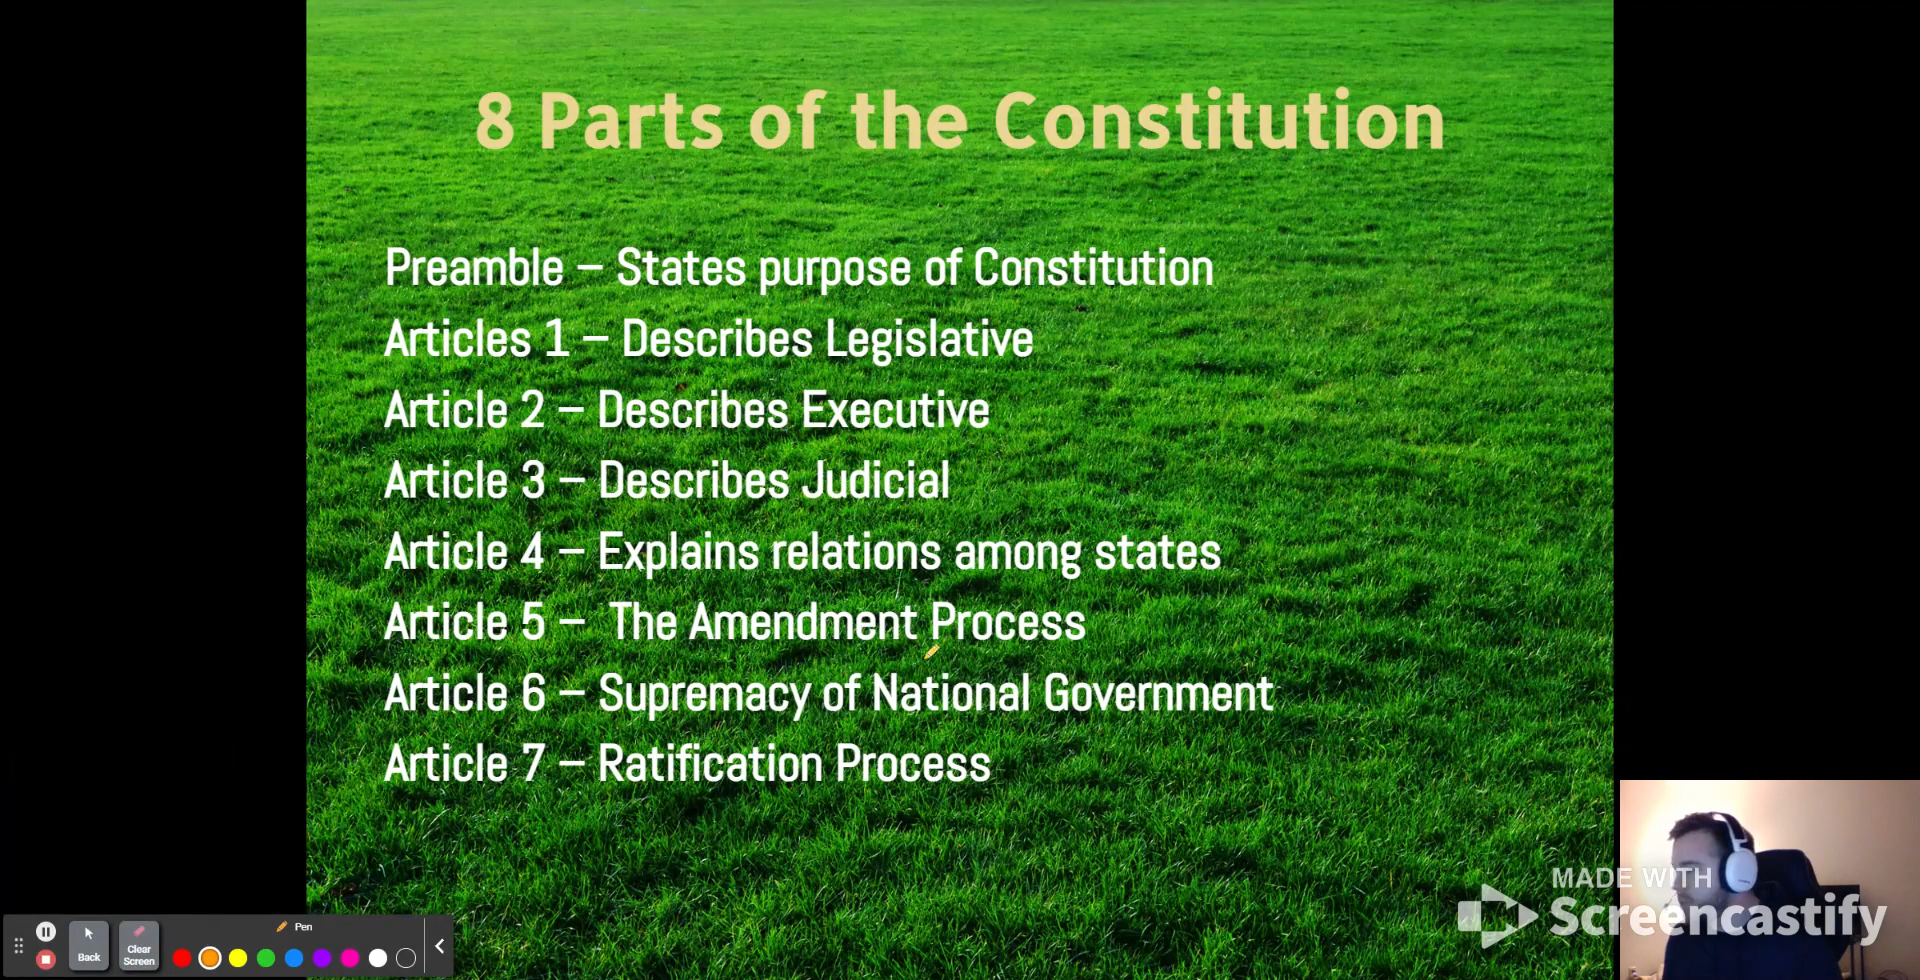 8 Parts of the Constitution
Preamble – States purpose of Constitution
Articles 1 – Describes Legislative
Article 2 – Describes Executive
Article 3 – Describes Judicial
Article 4 – Explains relations among states
Article 5 – The Amendment Process
Article 6 – Supremacy of National Government
Article 7 – Ratification Process
MADE WITH
Screencastify
Pen
Back
Clear
Screen